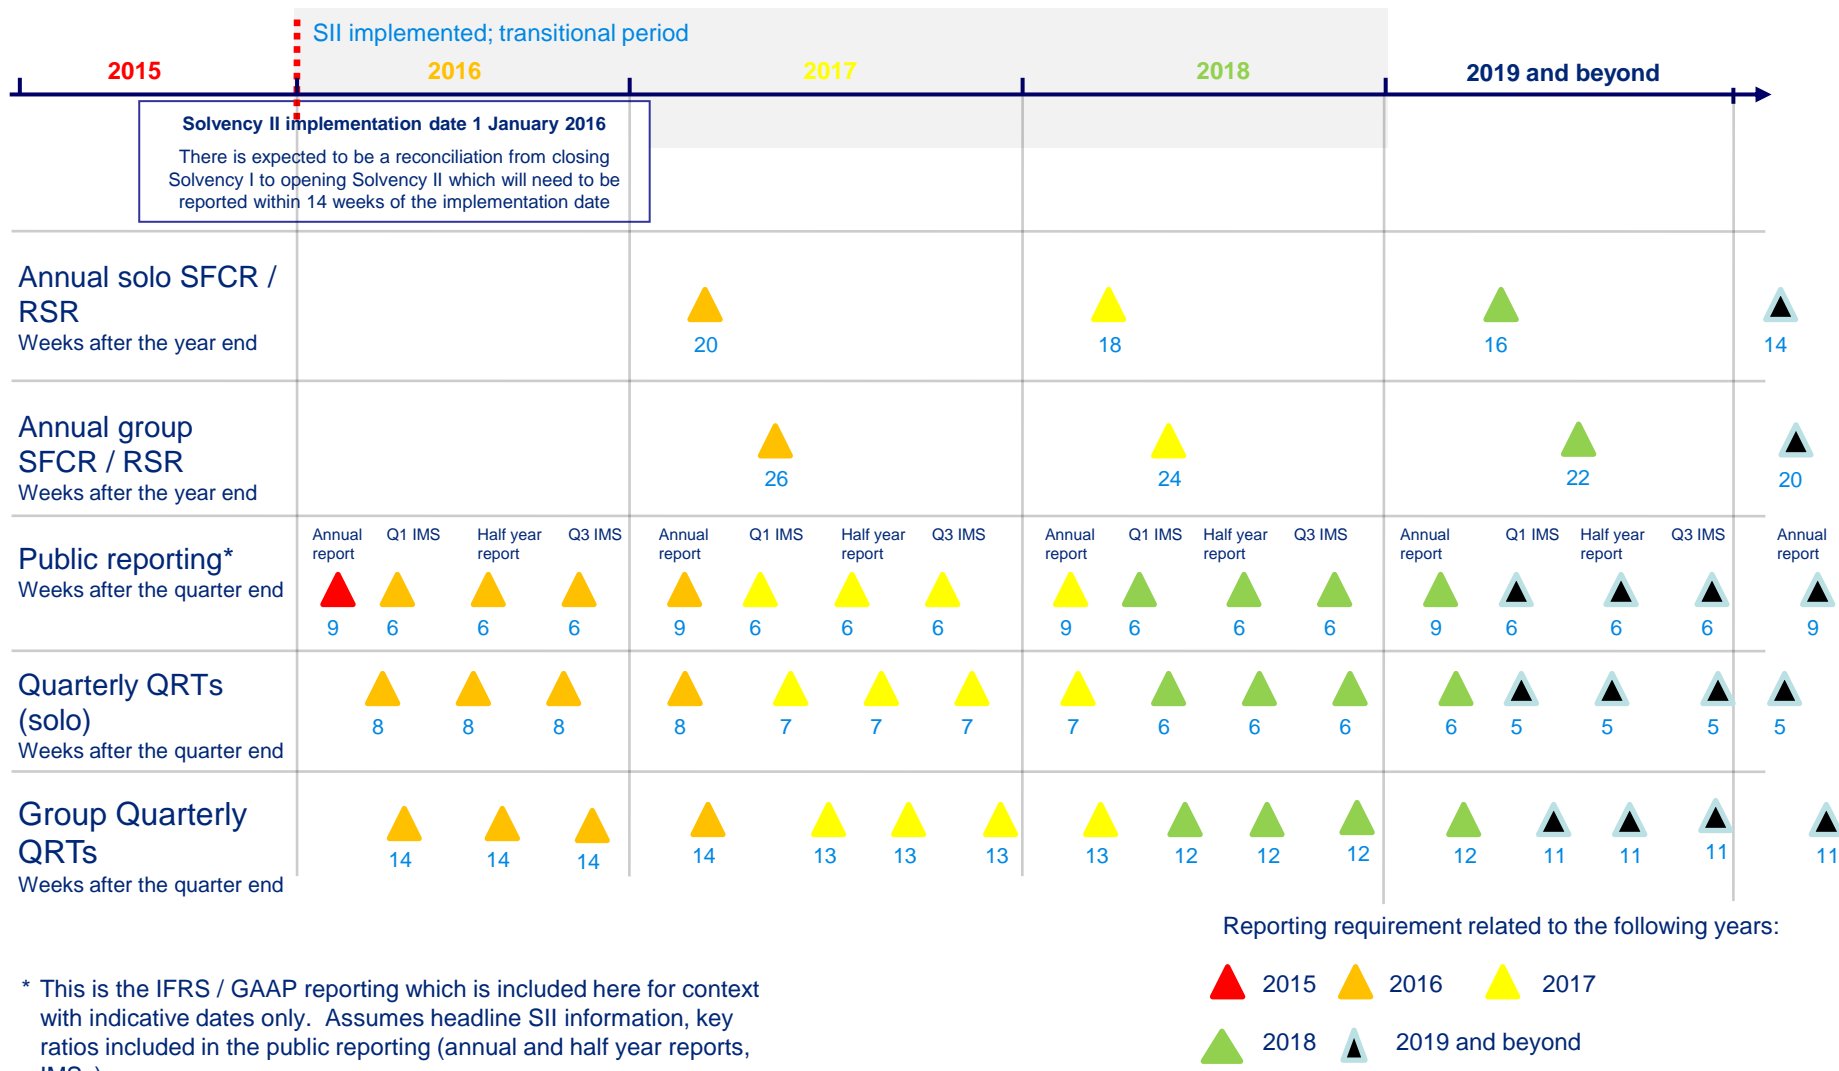 SII implemented; transitional period
2015 2016 2017 2018 2019 and beyond
Solvency II implementation date 1 January 2016
There is expected to be a reconciliation from closing
Solvency I to opening Solvency II which will need to be
reported within 14 weeks of the implementation date
Annual solo SFCR /
RSR
Weeks after the year end
20 18 16 14
Annual group
SFCR / RSR
Weeks after the year end
26 24 22 20
Public reporting*
Weeks after the quarter end
Annual report Q1 IMS Half year report Q3 IMS Annual report Q1 IMS Half year report Q3 IMS Annual report Q1 IMS Half year report Q3 IMS Annual report Q1 IMS Half year report Q3 IMS Annual report
9 6 6 6 9 6 6 6 9 6 6 6 9 6 6 6 9
Quarterly QRTs
(solo)
Weeks after the quarter end
8 8 8 8 7 7 7 7 6 6 6 6 5 5 5 5
Group Quarterly
QRTs
Weeks after the quarter end
14 14 14 14 13 13 13 13 12 12 12 12 11 11 11 11
Reporting requirement related to the following years:
2015 2016 2017
2018 2019 and beyond
* This is the IFRS / GAAP reporting which is included here for context
with indicative dates only. Assumes headline SII information, key
ratios included in the public reporting (annual and half year reports,